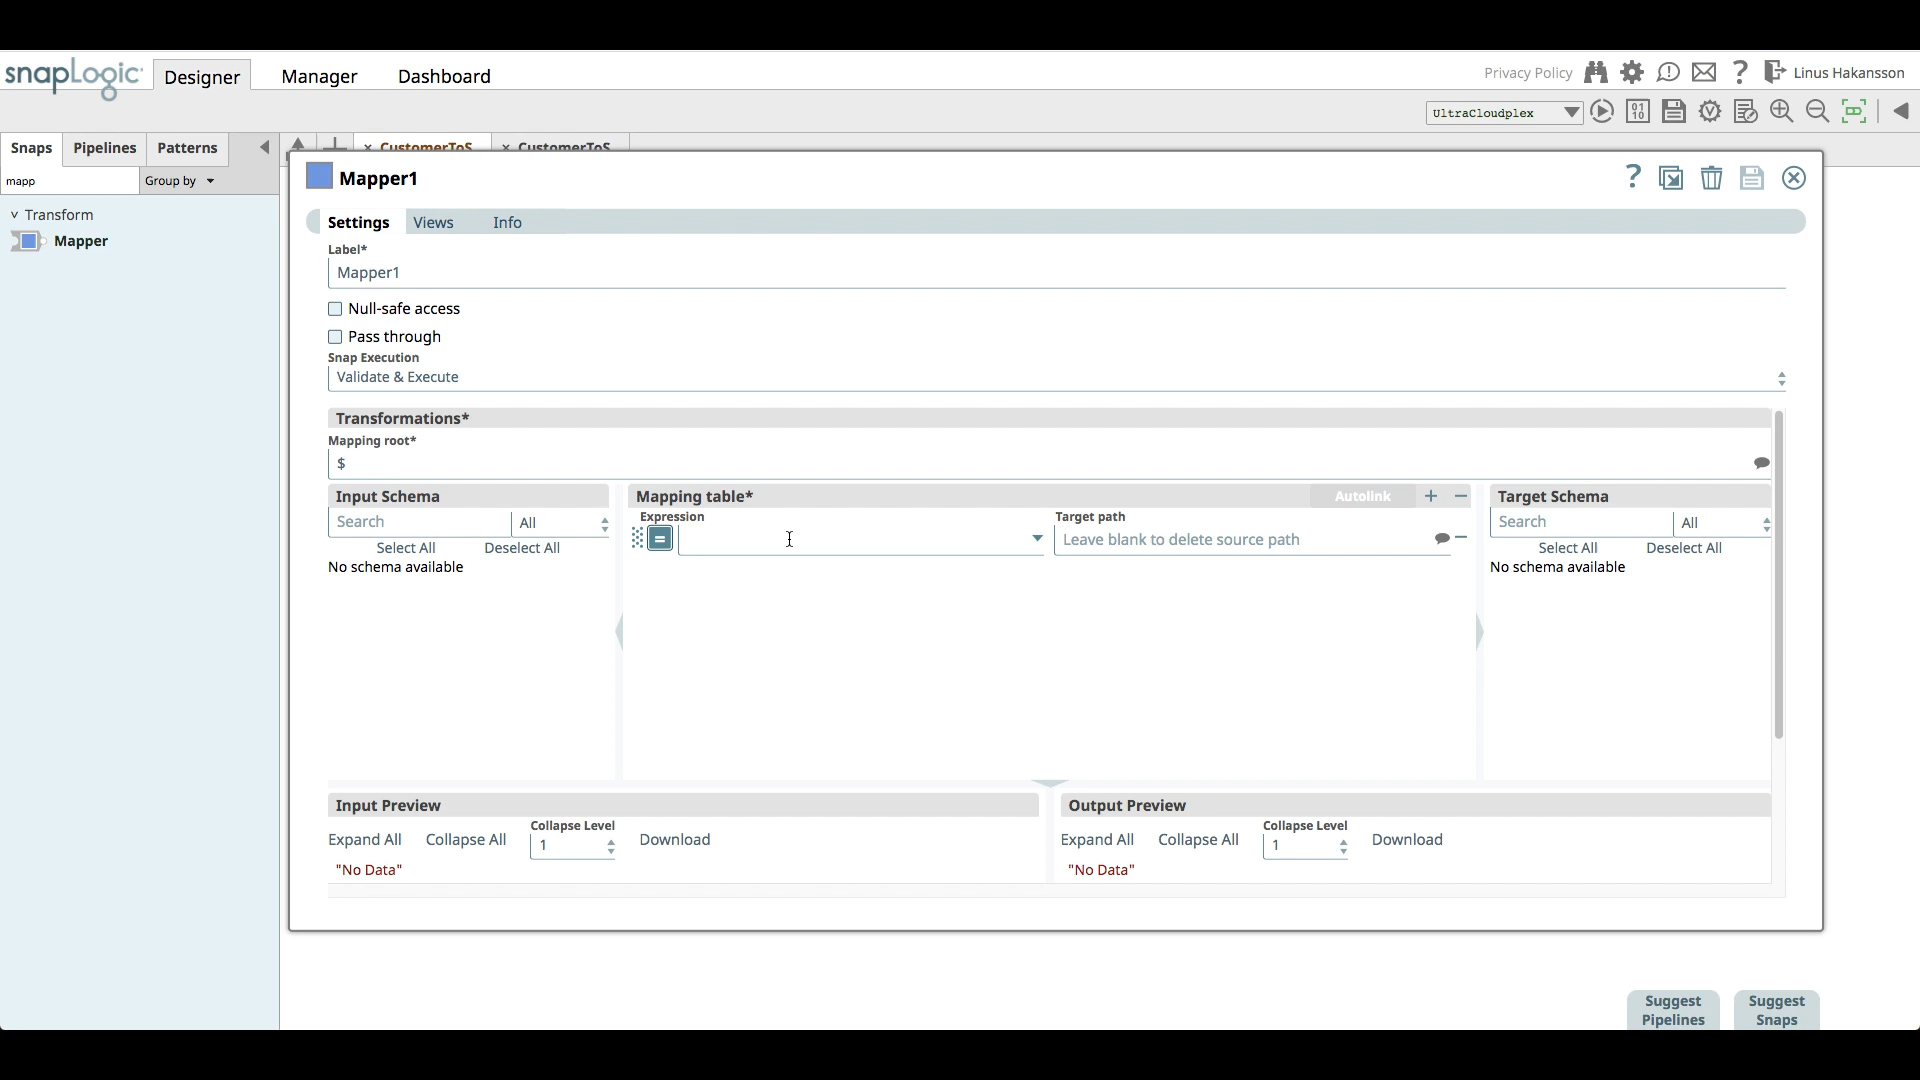 snapLogic Designer Manager Dashboard Privacy Policy Linus Hakansson
UltraCloudplex
Snaps Pipelines Patterns × CustomerToS × CustomerToS
mapp Group by
Transform
Mapper
Mapper1
Settings Views Info
Label*
Mapper1
Null-safe access
Pass through
Snap Execution
Validate & Execute
Transformations*
Mapping root*
$
Input Schema Mapping table* Autolink + − Target Schema
Search All Expression Target path Search All
= Leave blank to delete source path
Select All Deselect All Select All Deselect All
No schema available No schema available
Input Preview Output Preview
Expand All Collapse All Collapse Level 1 Download Expand All Collapse All Collapse Level 1 Download
"No Data" "No Data"
Suggest Pipelines Suggest Snaps